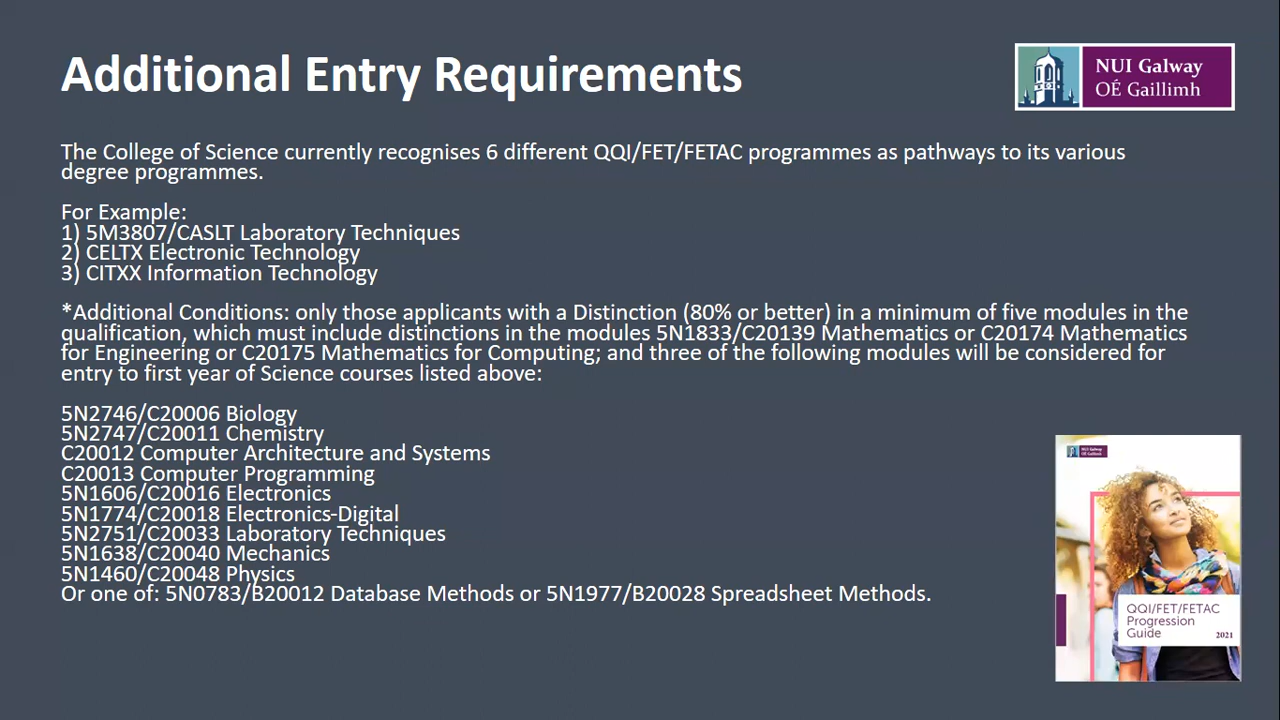 Additional Entry Requirements
NUI Galway
OÉ Gaillimh
The College of Science currently recognises 6 different QQI/FET/FETAC programmes as pathways to its various
degree programmes.
For Example:
1) 5M3807/CASLT Laboratory Techniques
2) CELTX Electronic Technology
3) CITXX Information Technology
*Additional Conditions: only those applicants with a Distinction (80% or better) in a minimum of five modules in the
qualification, which must include distinctions in the modules 5N1833/C20139 Mathematics or C20174 Mathematics
for Engineering or C20175 Mathematics for Computing; and three of the following modules will be considered for
entry to first year of Science courses listed above:
5N2746/C20006 Biology
5N2747/C20011 Chemistry
C20012 Computer Architecture and Systems
C20013 Computer Programming
5N1606/C20016 Electronics
5N1774/C20018 Electronics-Digital
5N2751/C20033 Laboratory Techniques
5N1638/C20040 Mechanics
5N1460/C20048 Physics
Or one of: 5N0783/B20012 Database Methods or 5N1977/B20028 Spreadsheet Methods.
NUI Galway
OÉ Gaillimh
QQI/FET/FETAC
Progression
Guide
2021